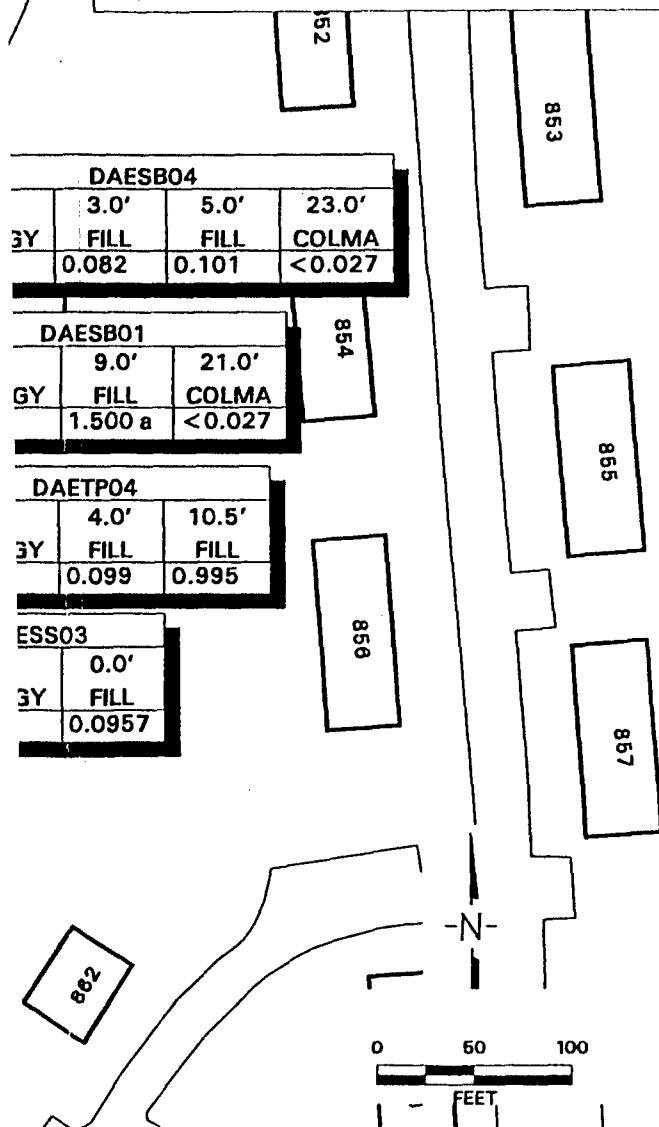 852
853
DAESB04
3.0' 5.0' 23.0'
GY FILL FILL COLMA
0.082 0.101 <0.027
854
DAESB01
9.0' 21.0'
GY FILL COLMA
1.500 a <0.027
855
DAETP04
4.0' 10.5'
GY FILL FILL
0.099 0.995
856
ESS03
0.0'
GY FILL
0.0957
857
-N-
862
0 50 100
FEET